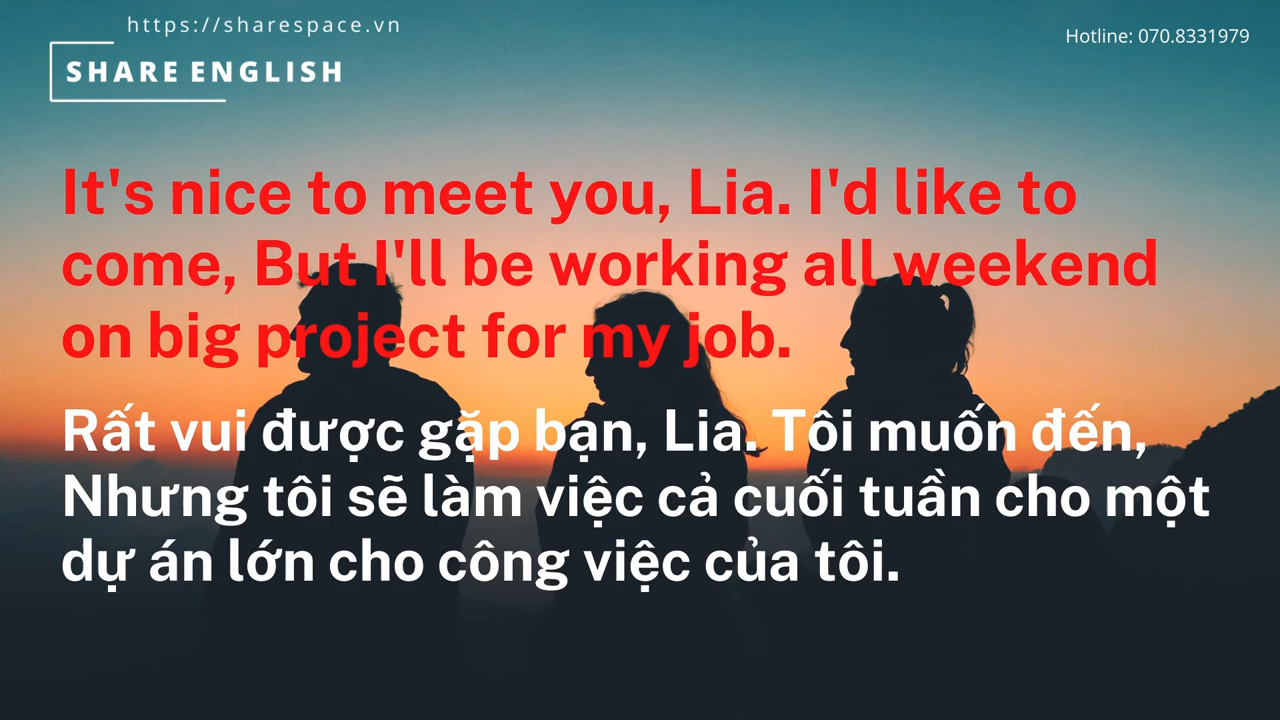 https://sharespace.vn
SHARE ENGLISH
Hotline: 070.8331979
It's nice to meet you, Lia. I'd like to
come, But I'll be working all weekend
on big project for my job.
Rất vui được gặp bạn, Lia. Tôi muốn đến,
Nhưng tôi sẽ làm việc cả cuối tuần cho một
dự án lớn cho công việc của tôi.